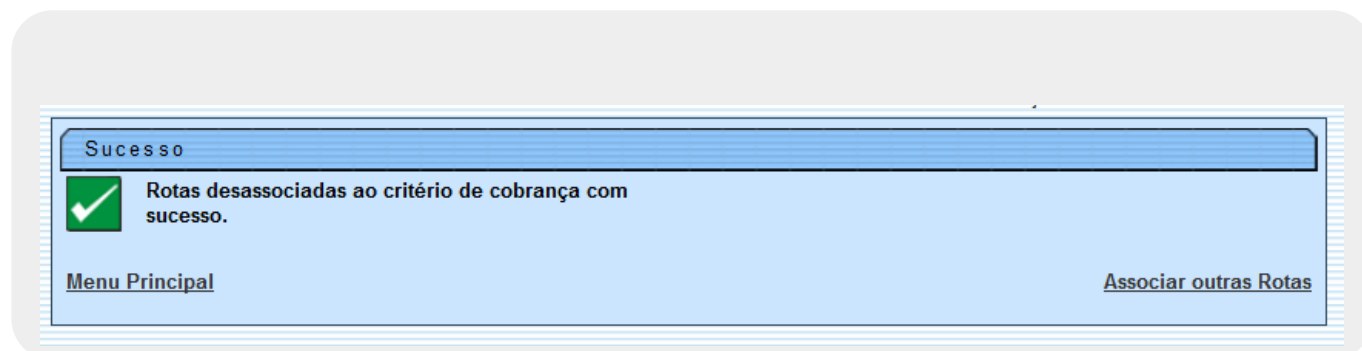 Sucesso
Rotas desassociadas ao critério de cobrança com
sucesso.
Menu Principal
Associar outras Rotas